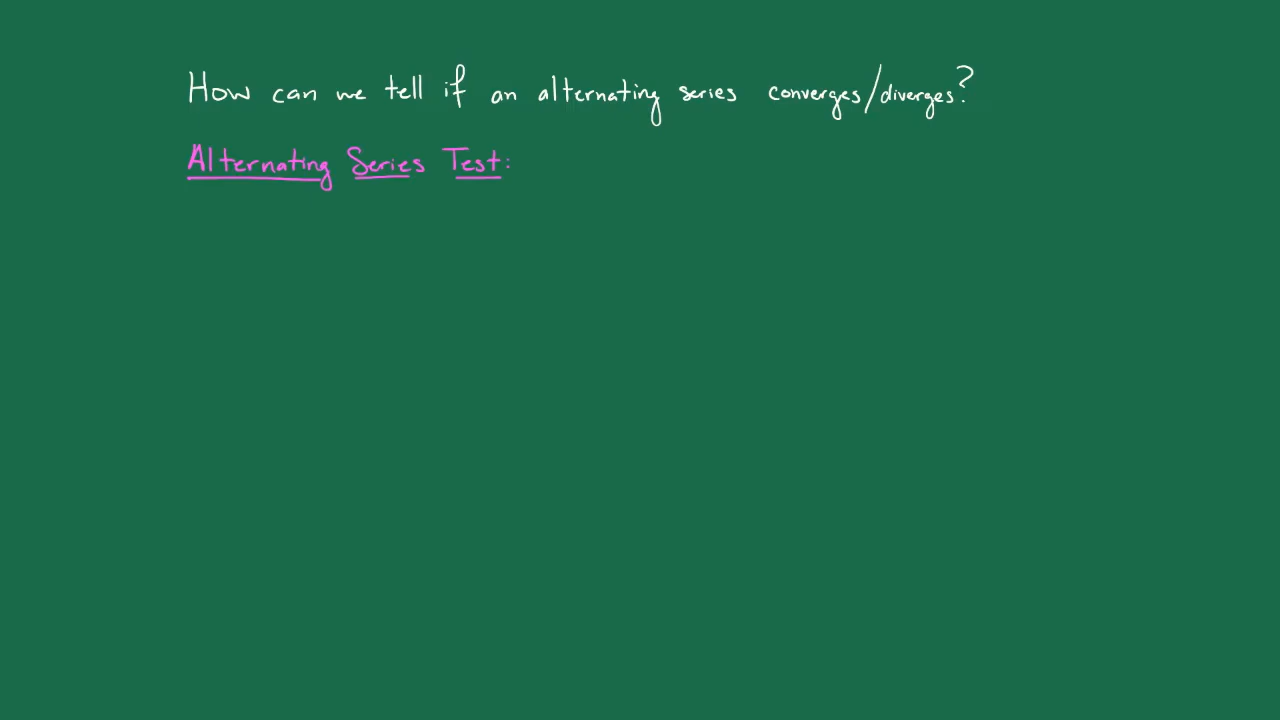 How can we tell if an alternating series converges/diverges?
Alternating Series Test: